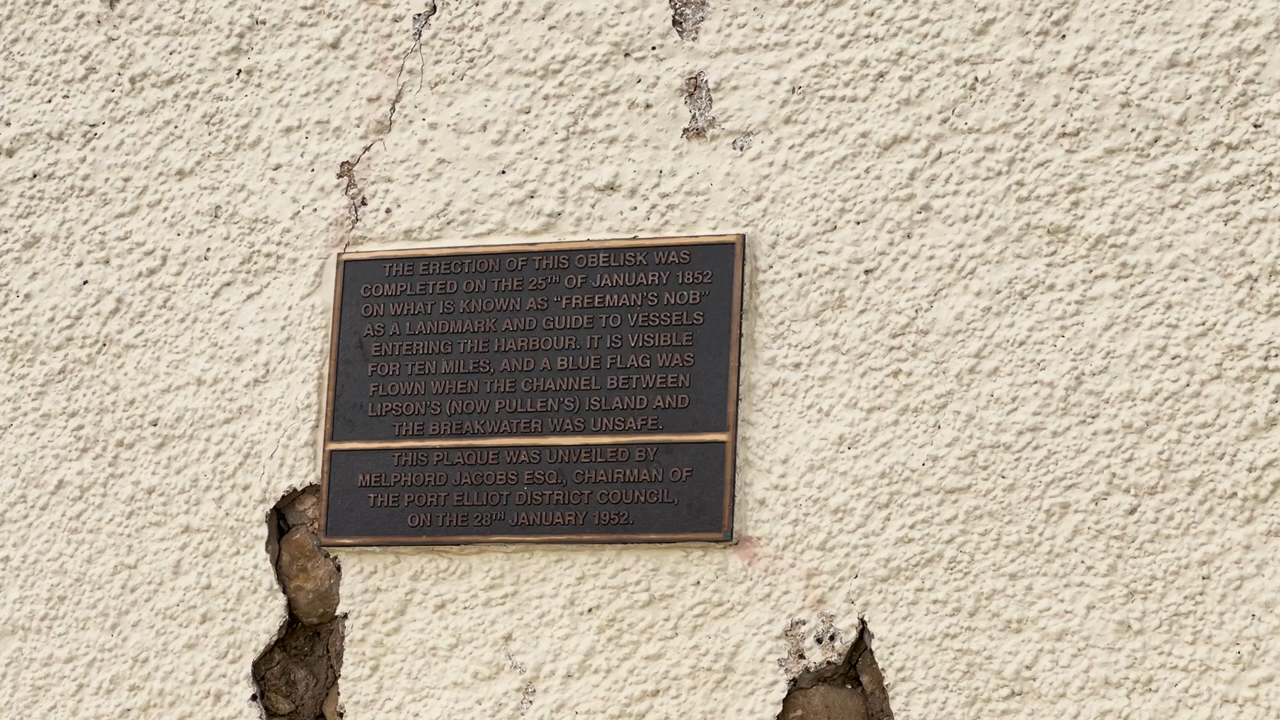 THE ERECTION OF THIS OBELISK WAS
COMPLETED ON THE 25TH OF JANUARY 1852
ON WHAT IS KNOWN AS "FREEMAN'S NOB"
AS A LANDMARK AND GUIDE TO VESSELS
ENTERING THE HARBOUR. IT IS VISIBLE
FOR TEN MILES, AND A BLUE FLAG WAS
FLOWN WHEN THE CHANNEL BETWEEN
LIPSON'S (NOW PULLEN'S) ISLAND AND
THE BREAKWATER WAS UNSAFE.
THIS PLAQUE WAS UNVEILED BY
MELPHORD JACOBS ESQ., CHAIRMAN OF
THE PORT ELLIOT DISTRICT COUNCIL,
ON THE 28TH JANUARY 1952.